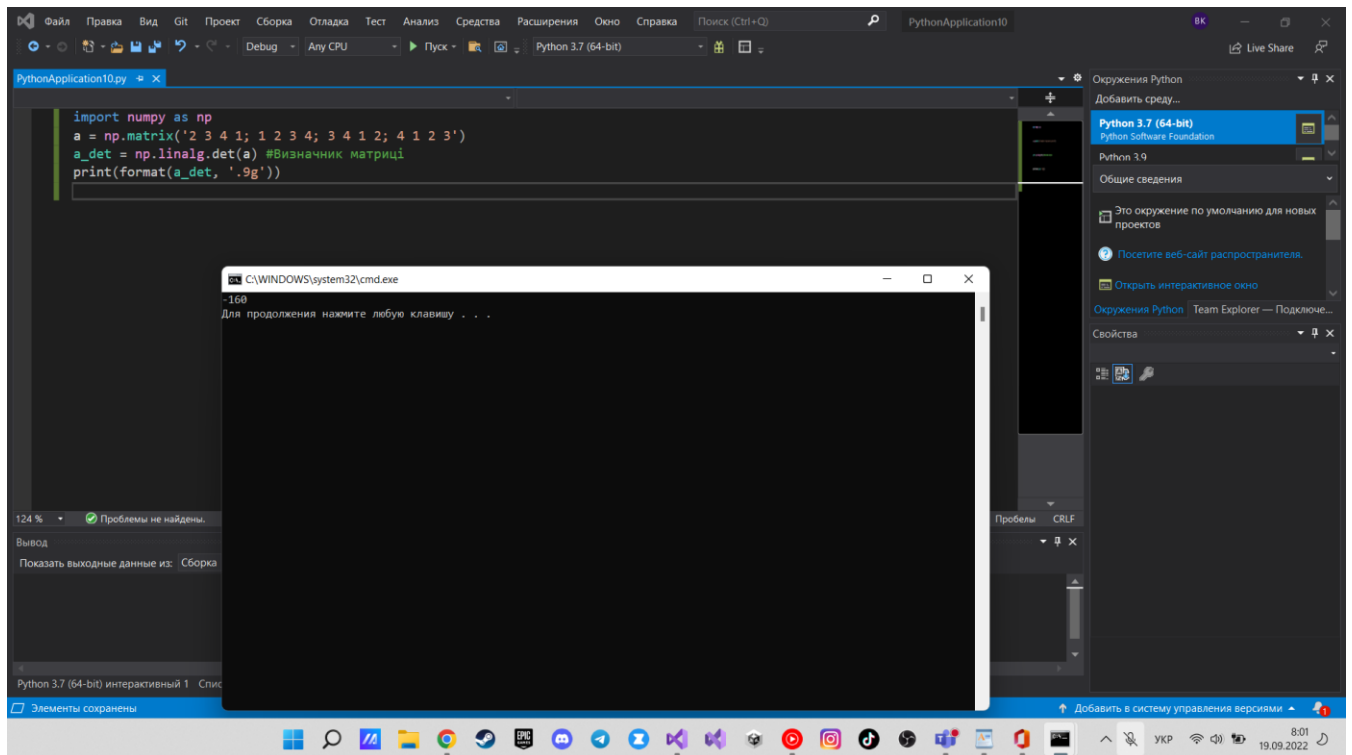 Файл Правка Вид Git Проект Сборка Отладка Тест Анализ Средства Расширения Окно Справка Поиск (Ctrl+Q) PythonApplication10 ВК
Debug Any CPU Пуск Python 3.7 (64-bit) Live Share
PythonApplication10.py
import numpy as np
a = np.matrix('2 3 4 1; 1 2 3 4; 3 4 1 2; 4 1 2 3')
a_det = np.linalg.det(a) #Визначник матриці
print(format(a_det, '.9g'))
C:\WINDOWS\system32\cmd.exe
-160
Для продолжения нажмите любую клавишу . . .
124 % Проблемы не найдены.
Пробелы CRLF
Вывод
Показать выходные данные из: Сборка
Python 3.7 (64-bit) интерактивный 1
Окружения Python
Добавить среду...
Python 3.7 (64-bit)
Python Software Foundation
Python 3.9
Общие сведения
Это окружение по умолчанию для новых
проектов
Посетите веб-сайт распространителя.
Открыть интерактивное окно
Окружения Python Team Explorer — Подключе...
Свойства
Элементы сохранены
Добавить в систему управления версиями
1
EPIC
GAMES
УКР
8:01
19.09.2022